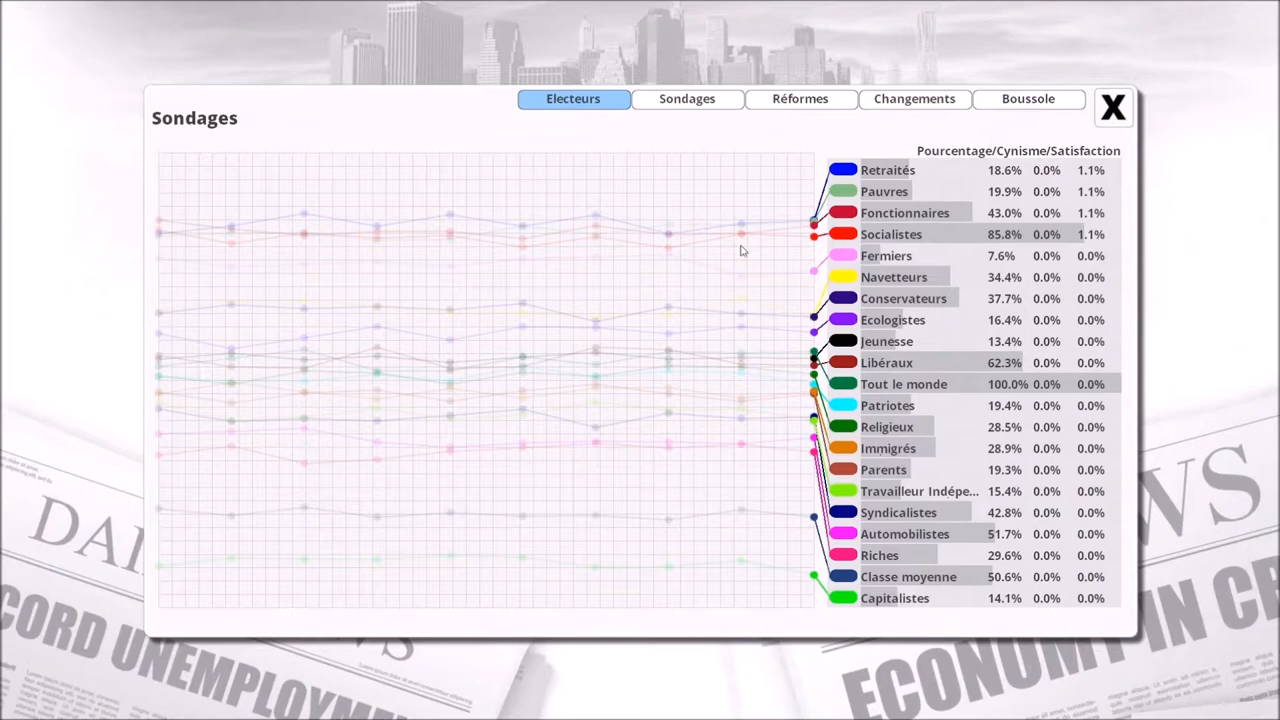 Electeurs Sondages Réformes Changements Boussole X
Sondages
Pourcentage/Cynisme/Satisfaction
Retraités 18.6% 0.0% 1.1%
Pauvres 19.9% 0.0% 1.1%
Fonctionnaires 43.0% 0.0% 1.1%
Socialistes 85.8% 0.0% 1.1%
Fermiers 7.6% 0.0% 0.0%
Navetteurs 34.4% 0.0% 0.0%
Conservateurs 37.7% 0.0% 0.0%
Ecologistes 16.4% 0.0% 0.0%
Jeunesse 13.4% 0.0% 0.0%
Libéraux 62.3% 0.0% 0.0%
Tout le monde 100.0% 0.0% 0.0%
Patriotes 19.4% 0.0% 0.0%
Religieux 28.5% 0.0% 0.0%
Immigrés 28.9% 0.0% 0.0%
Parents 19.3% 0.0% 0.0%
Travailleur Indépe... 15.4% 0.0% 0.0%
Syndicalistes 42.8% 0.0% 0.0%
Automobilistes 51.7% 0.0% 0.0%
Riches 29.6% 0.0% 0.0%
Classe moyenne 50.6% 0.0% 0.0%
Capitalistes 14.1% 0.0% 0.0%
DAI
WS
CORD UNEMPLOYM
ECONOMY IN CR